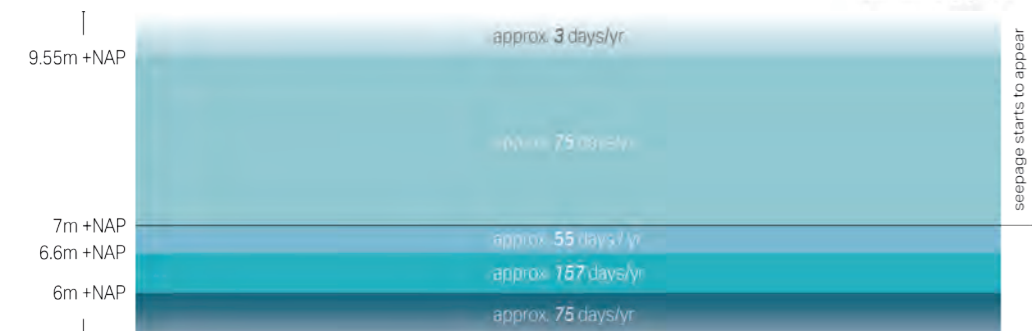 approx. 3 days/yr
9.55m +NAP
seepage starts to appear
approx. 75 days/yr
7m +NAP
approx. 55 days / yr
6.6m +NAP
approx. 157 days/yr
6m +NAP
approx. 75 days/yr